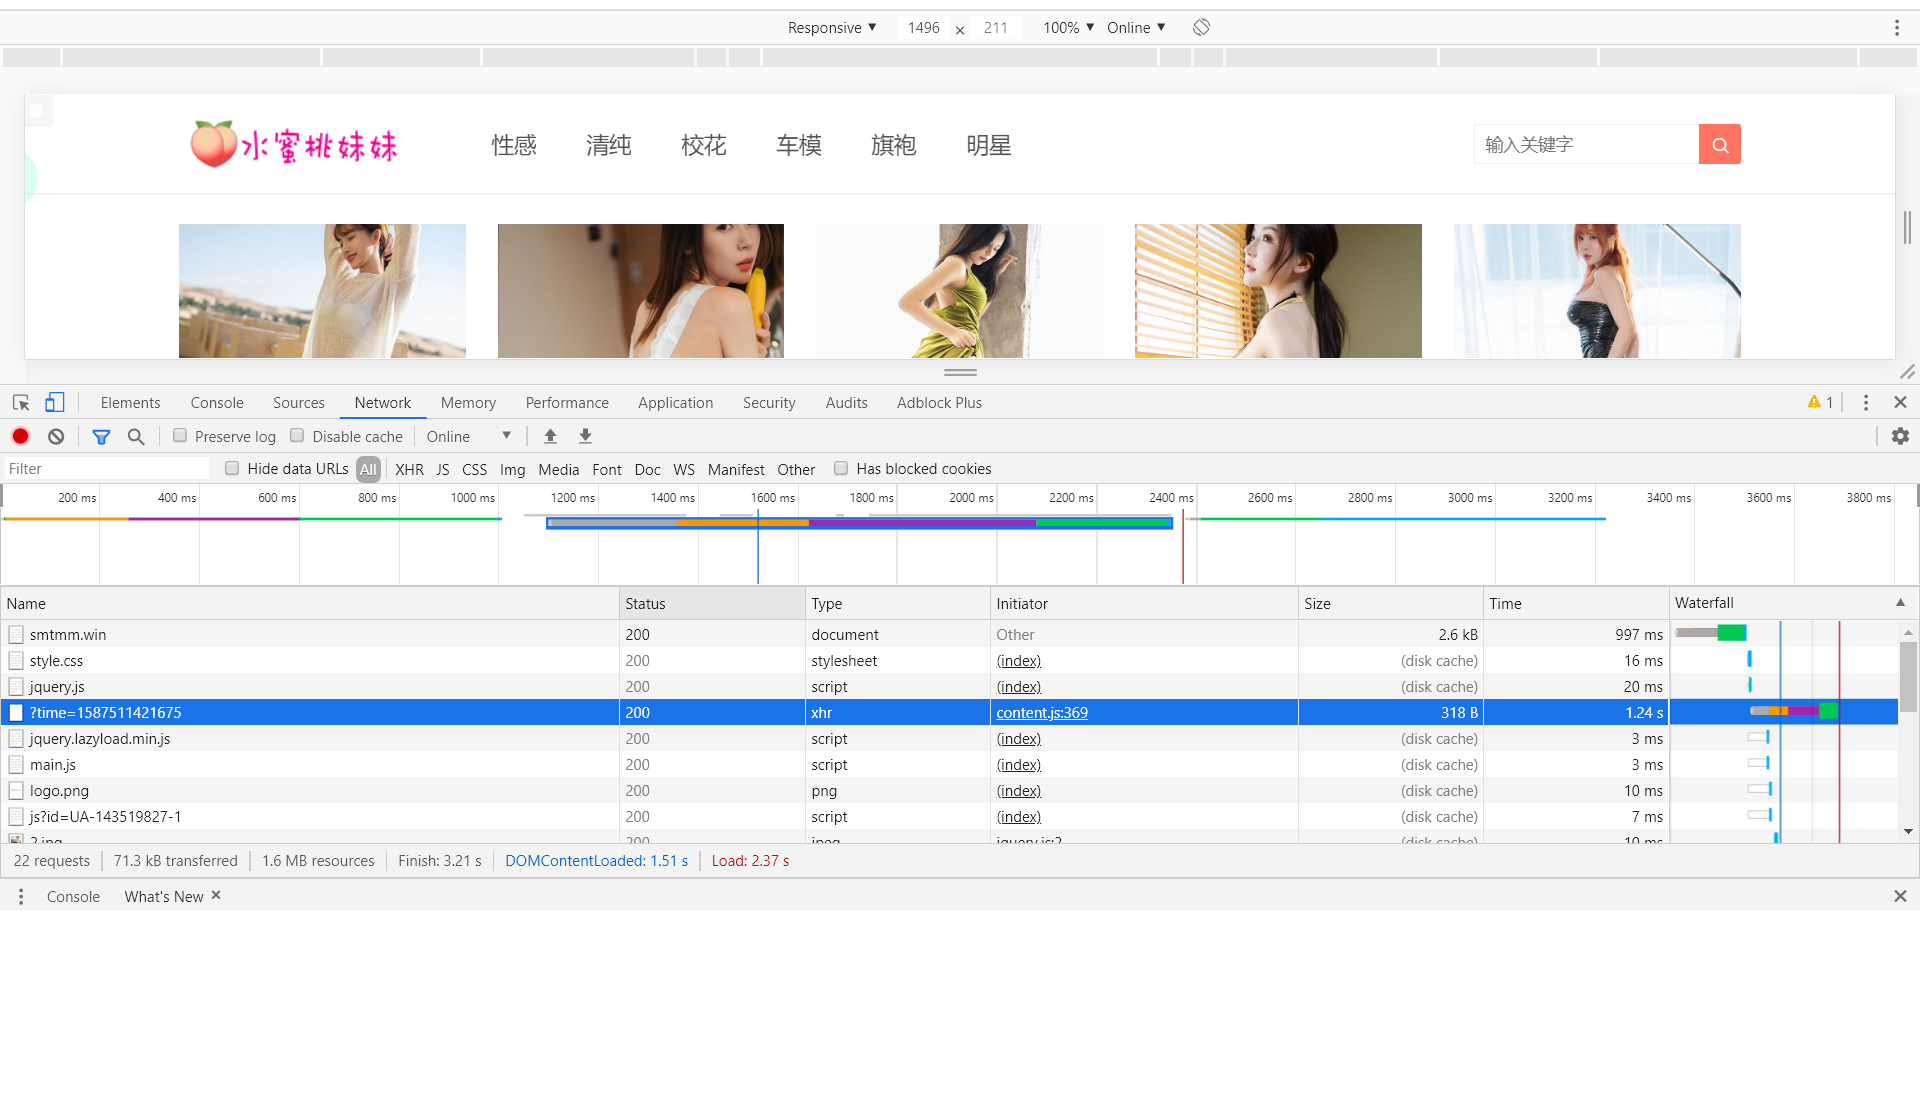 Responsive ▼ 1496 × 211 100% ▼ Online ▼
水蜜桃妹妹 性感 清纯 校花 车模 旗袍 明星 输入关键字
Elements Console Sources Network Memory Performance Application Security Audits Adblock Plus 1
Preserve log Disable cache Online ▼
Filter Hide data URLs All XHR JS CSS Img Media Font Doc WS Manifest Other Has blocked cookies
200 ms 400 ms 600 ms 800 ms 1000 ms 1200 ms 1400 ms 1600 ms 1800 ms 2000 ms 2200 ms 2400 ms 2600 ms 2800 ms 3000 ms 3200 ms 3400 ms 3600 ms 3800 ms
Name Status Type Initiator Size Time Waterfall ▲
smtmm.win 200 document Other 2.6 kB 997 ms
style.css 200 stylesheet (index) (disk cache) 16 ms
jquery.js 200 script (index) (disk cache) 20 ms
?time=1587511421675 200 xhr content.js:369 318 B 1.24 s
jquery.lazyload.min.js 200 script (index) (disk cache) 3 ms
main.js 200 script (index) (disk cache) 3 ms
logo.png 200 png (index) (disk cache) 10 ms
js?id=UA-143519827-1 200 script (index) (disk cache) 7 ms
2.jpg 200 jpeg jquery.js:2 (disk cache) 10 ms
22 requests 71.3 kB transferred 1.6 MB resources Finish: 3.21 s DOMContentLoaded: 1.51 s Load: 2.37 s
Console What's New ×